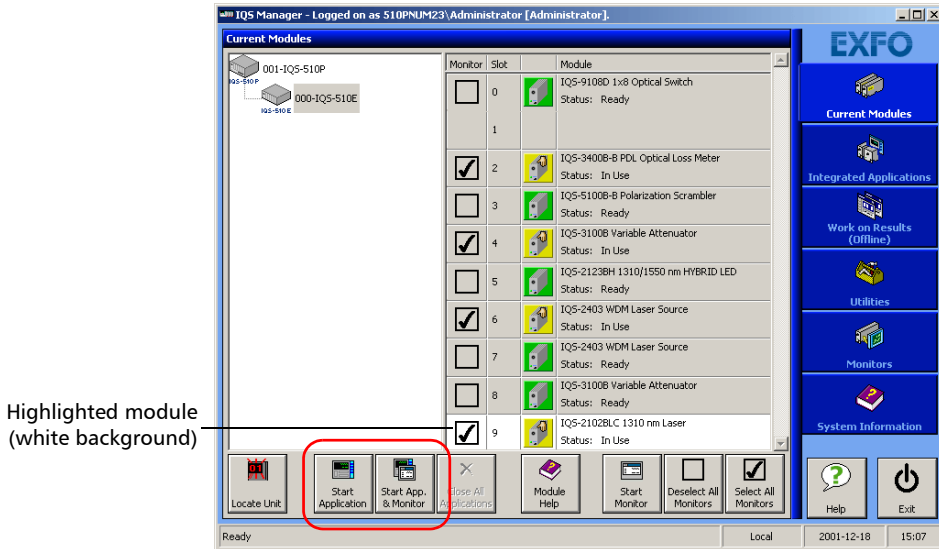 IQS Manager - Logged on as 510PNUM23\Administrator [Administrator].
Current Modules
EXFO
001-IQS-510P
IQS-510P
000-IQS-510E
IQS-510E
Monitor Slot Module
0 IQS-9108D 1x8 Optical Switch
Status: Ready
1
2 IQS-3400B-B PDL Optical Loss Meter
Status: In Use
3 IQS-5100B-B Polarization Scrambler
Status: Ready
4 IQS-3100B Variable Attenuator
Status: In Use
5 IQS-2123BH 1310/1550 nm HYBRID LED
Status: Ready
6 IQS-2403 WDM Laser Source
Status: In Use
7 IQS-2403 WDM Laser Source
Status: Ready
8 IQS-3100B Variable Attenuator
Status: Ready
9 IQS-2102BLC 1310 nm Laser
Status: In Use
Current Modules
Integrated Applications
Work on Results
(Offline)
Utilities
Monitors
System Information
Highlighted module
(white background)
01
Locate Unit
Start
Application
Start App.
& Monitor
Close All
Applications
Module
Help
Start
Monitor
Deselect All
Monitors
Select All
Monitors
Help
Exit
Ready
Local
2001-12-18
15:07